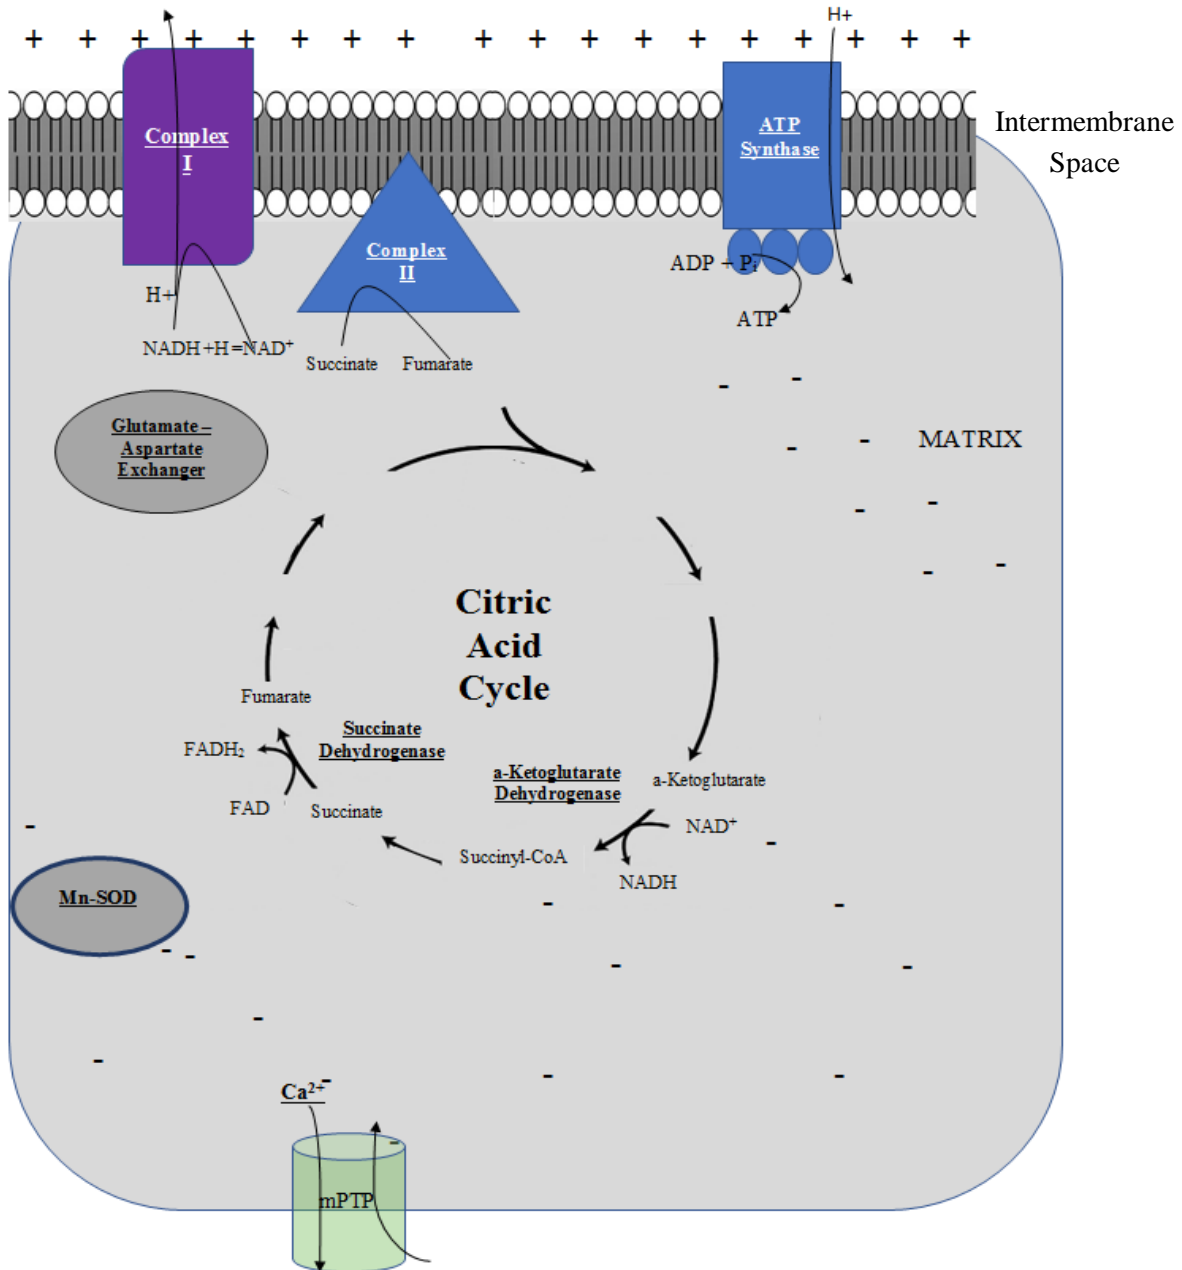 H+
+ + + + + + + + + + + + + + + + + +
Complex
I
ATP
Synthase
Intermembrane
Space
Complex
II
ADP + Pi
H+
ATP
NADH +H =NAD⁺
Succinate
Fumarate
Glutamate –
Aspartate
Exchanger
MATRIX
Citric
Acid
Cycle
Fumarate
Succinate
Dehydrogenase
FADH₂
a-Ketoglutarate
Dehydrogenase
a-Ketoglutarate
FAD
Succinate
NAD⁺
Succinyl-CoA
NADH
Mn-SOD
Ca²⁺
mPTP